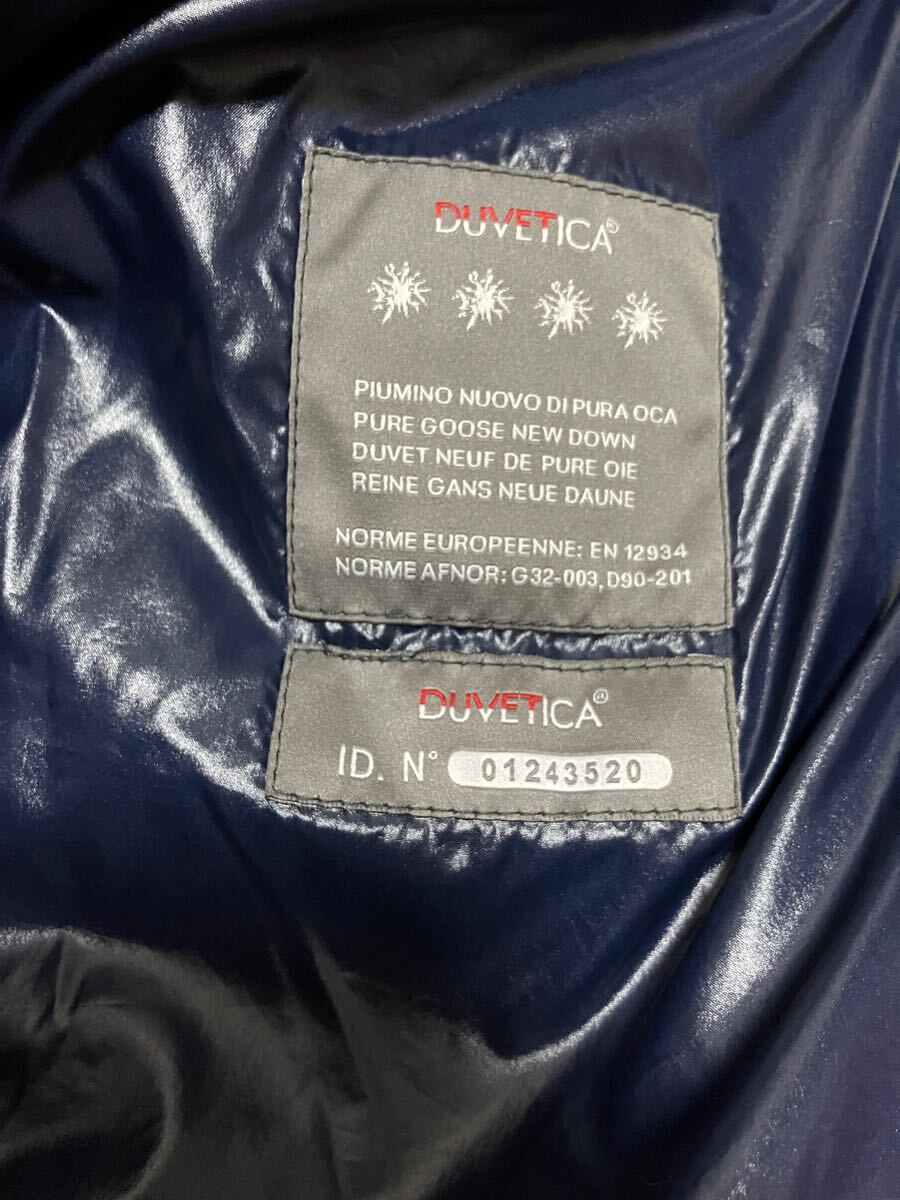 DUVETICA®
PIUMINO NUOVO DI PURA OCA
PURE GOOSE NEW DOWN
DUVET NEUF DE PURE OIE
REINE GANS NEUE DAUNE
NORME EUROPEENNE: EN 12934
NORME AFNOR: G32-003, D90-201
DUVETICA®
ID. N° 01243520